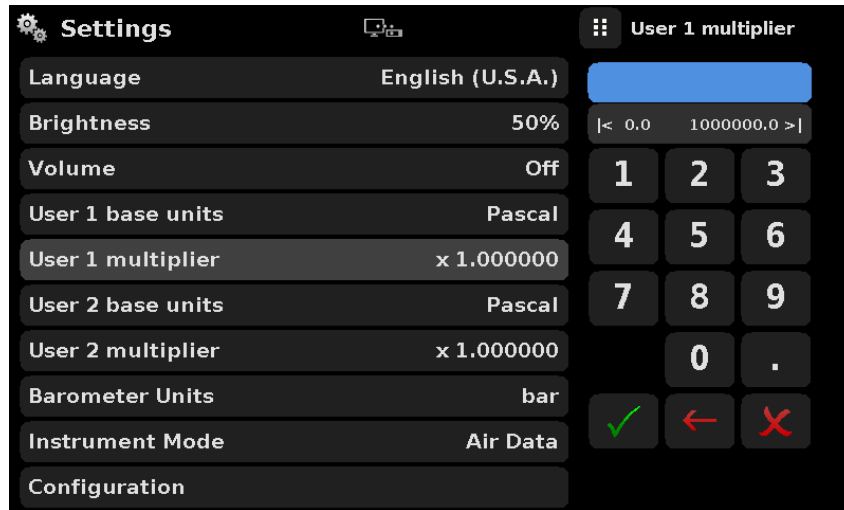 Settings
Language English (U.S.A.)
Brightness 50%
Volume Off
User 1 base units Pascal
User 1 multiplier x 1.000000
User 2 base units Pascal
User 2 multiplier x 1.000000
Barometer Units bar
Instrument Mode Air Data
Configuration
User 1 multiplier
|< 0.0 1000000.0 >|
1 2 3
4 5 6
7 8 9
0 .